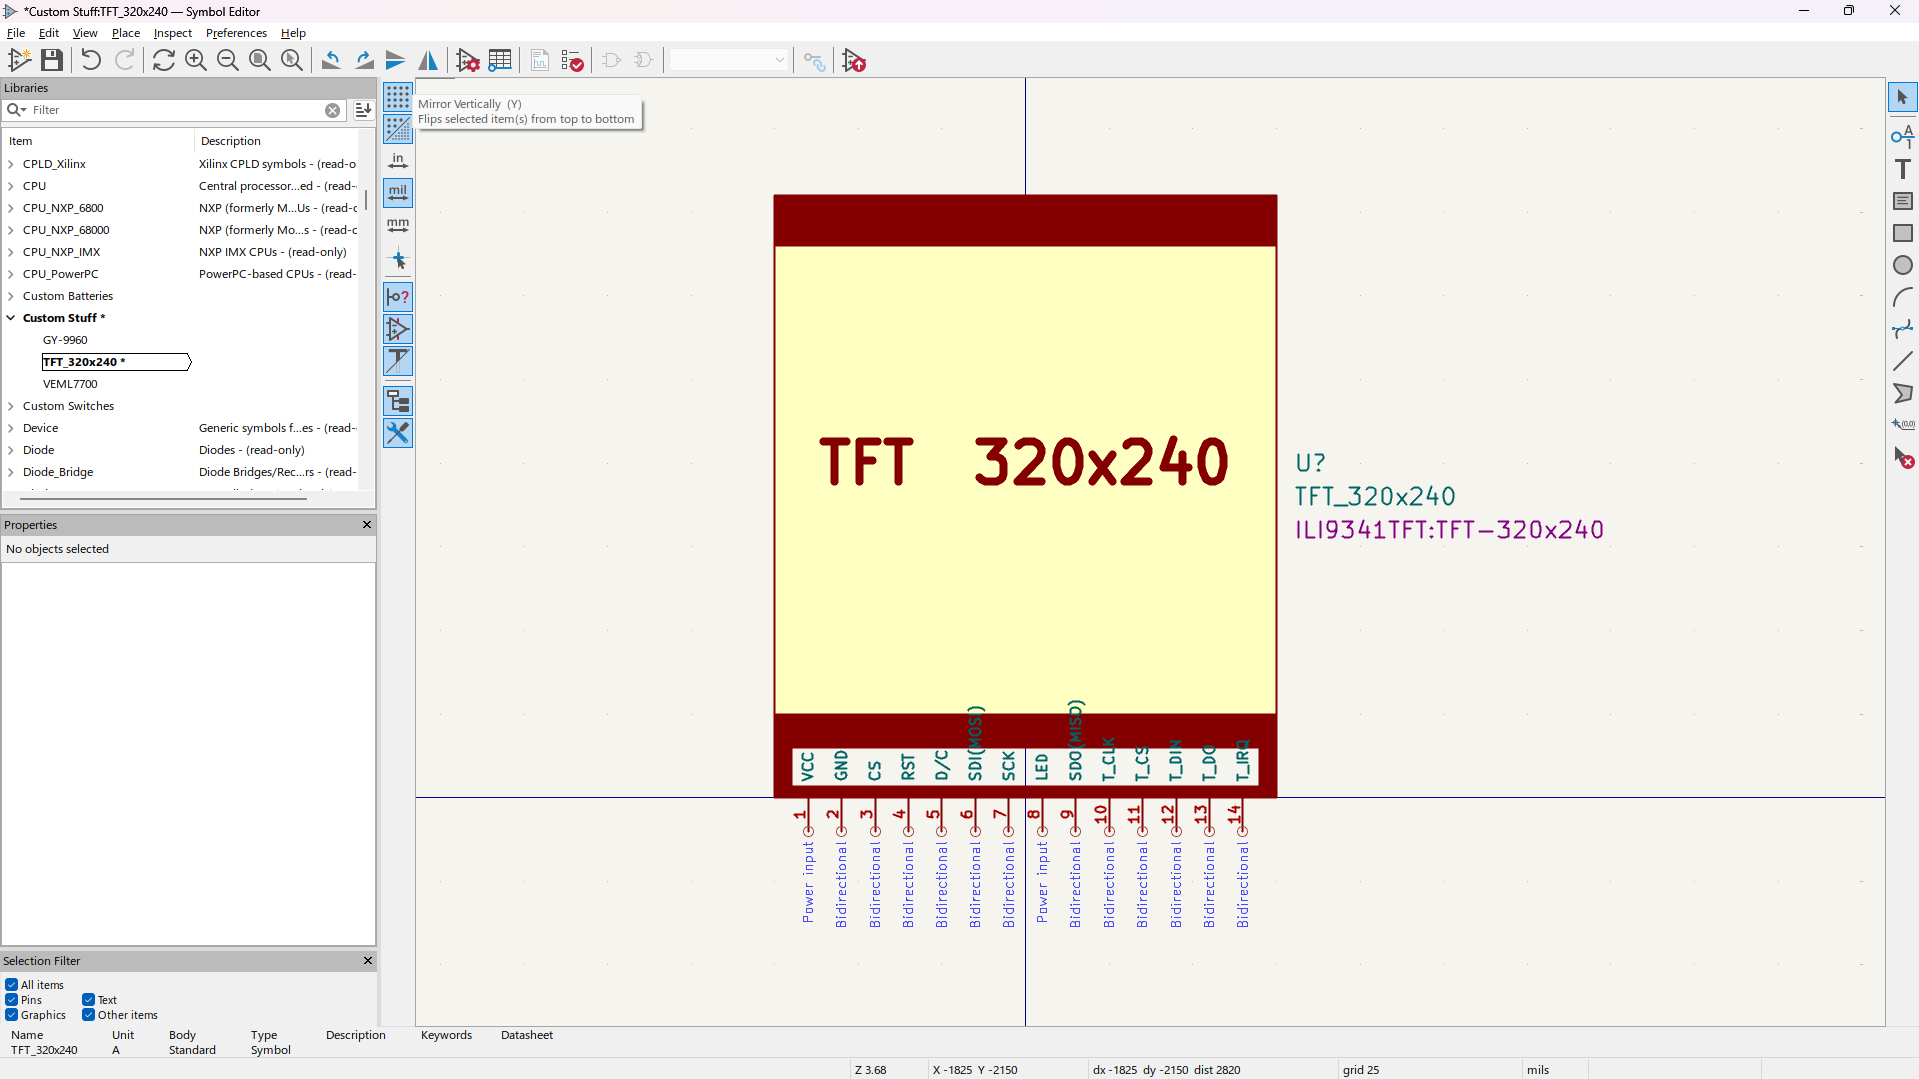 *Custom Stuff:TFT_320x240 — Symbol Editor
File Edit View Place Inspect Preferences Help
Libraries
Filter
Mirror Vertically (Y)
Flips selected item(s) from top to bottom
Item Description
CPLD_Xilinx Xilinx CPLD symbols - (read-o
CPU Central processor...ed - (read-
CPU_NXP_6800 NXP (formerly M...Us - (read-c
CPU_NXP_68000 NXP (formerly Mo...s - (read-c
CPU_NXP_IMX NXP IMX CPUs - (read-only)
CPU_PowerPC PowerPC-based CPUs - (read-
Custom Batteries
Custom Stuff *
GY-9960
TFT_320x240 *
VEML7700
Custom Switches
Device Generic symbols f...es - (read-
Diode Diodes - (read-only)
Diode_Bridge Diode Bridges/Rec...rs - (read-
in
mil
mm
A
1
T
(0,0)
TFT 320x240
U?
TFT_320x240
ILI9341TFT:TFT-320x240
VCC GND CS RST D/C SDI(MOSI) SCK LED SDO(MISO) T_CLK T_CS T_DIN T_DO T_IRQ
1 2 3 4 5 6 7 8 9 10 11 12 13 14
Power input Bidirectional Bidirectional Bidirectional Bidirectional Bidirectional Bidirectional Power input Bidirectional Bidirectional Bidirectional Bidirectional Bidirectional Bidirectional
Properties
No objects selected
Selection Filter
All items
Pins Text
Graphics Other items
Name Unit Body Type Description Keywords Datasheet
TFT_320x240 A Standard Symbol
Z 3.68 X -1825 Y -2150 dx -1825 dy -2150 dist 2820 grid 25 mils